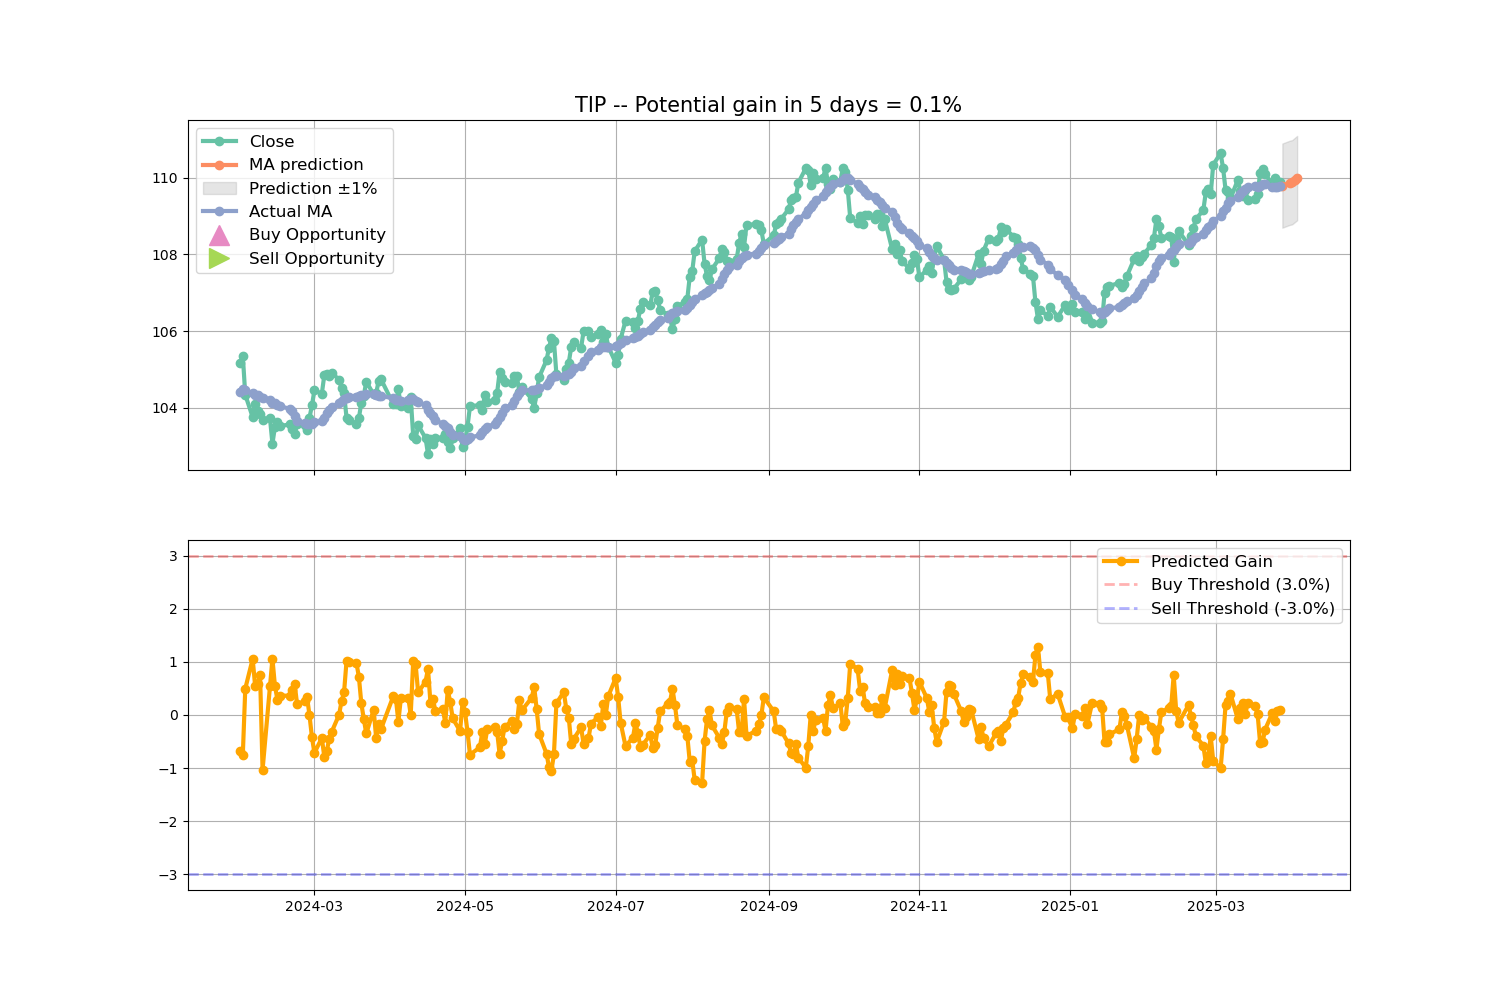 TIP -- Potential gain in 5 days = 0.1%
Close
MA prediction
Prediction ±1%
Actual MA
Buy Opportunity
Sell Opportunity
110
108
106
104
Predicted Gain
Buy Threshold (3.0%)
Sell Threshold (-3.0%)
3
2
1
0
−1
−2
−3
2024-03
2024-05
2024-07
2024-09
2024-11
2025-01
2025-03